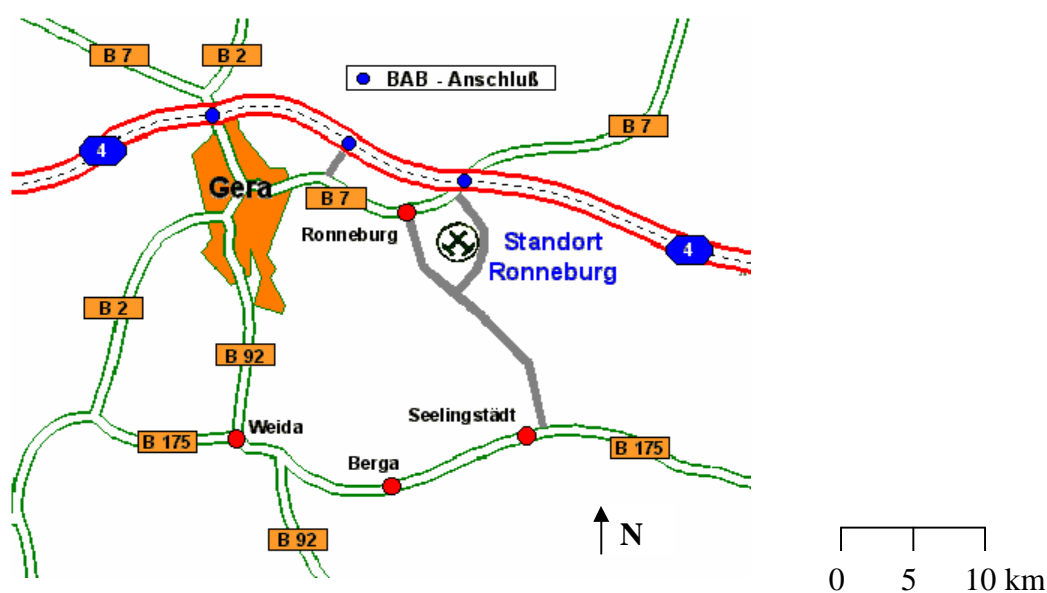 B 7
B 2
BAB - Anschluß
B 7
4
Gera
B 7
Ronneburg
Standort
Ronneburg
4
B 2
B 92
Seelingstädt
Weida
B 175
B 175
Berga
B 92
N
0 5 10 km